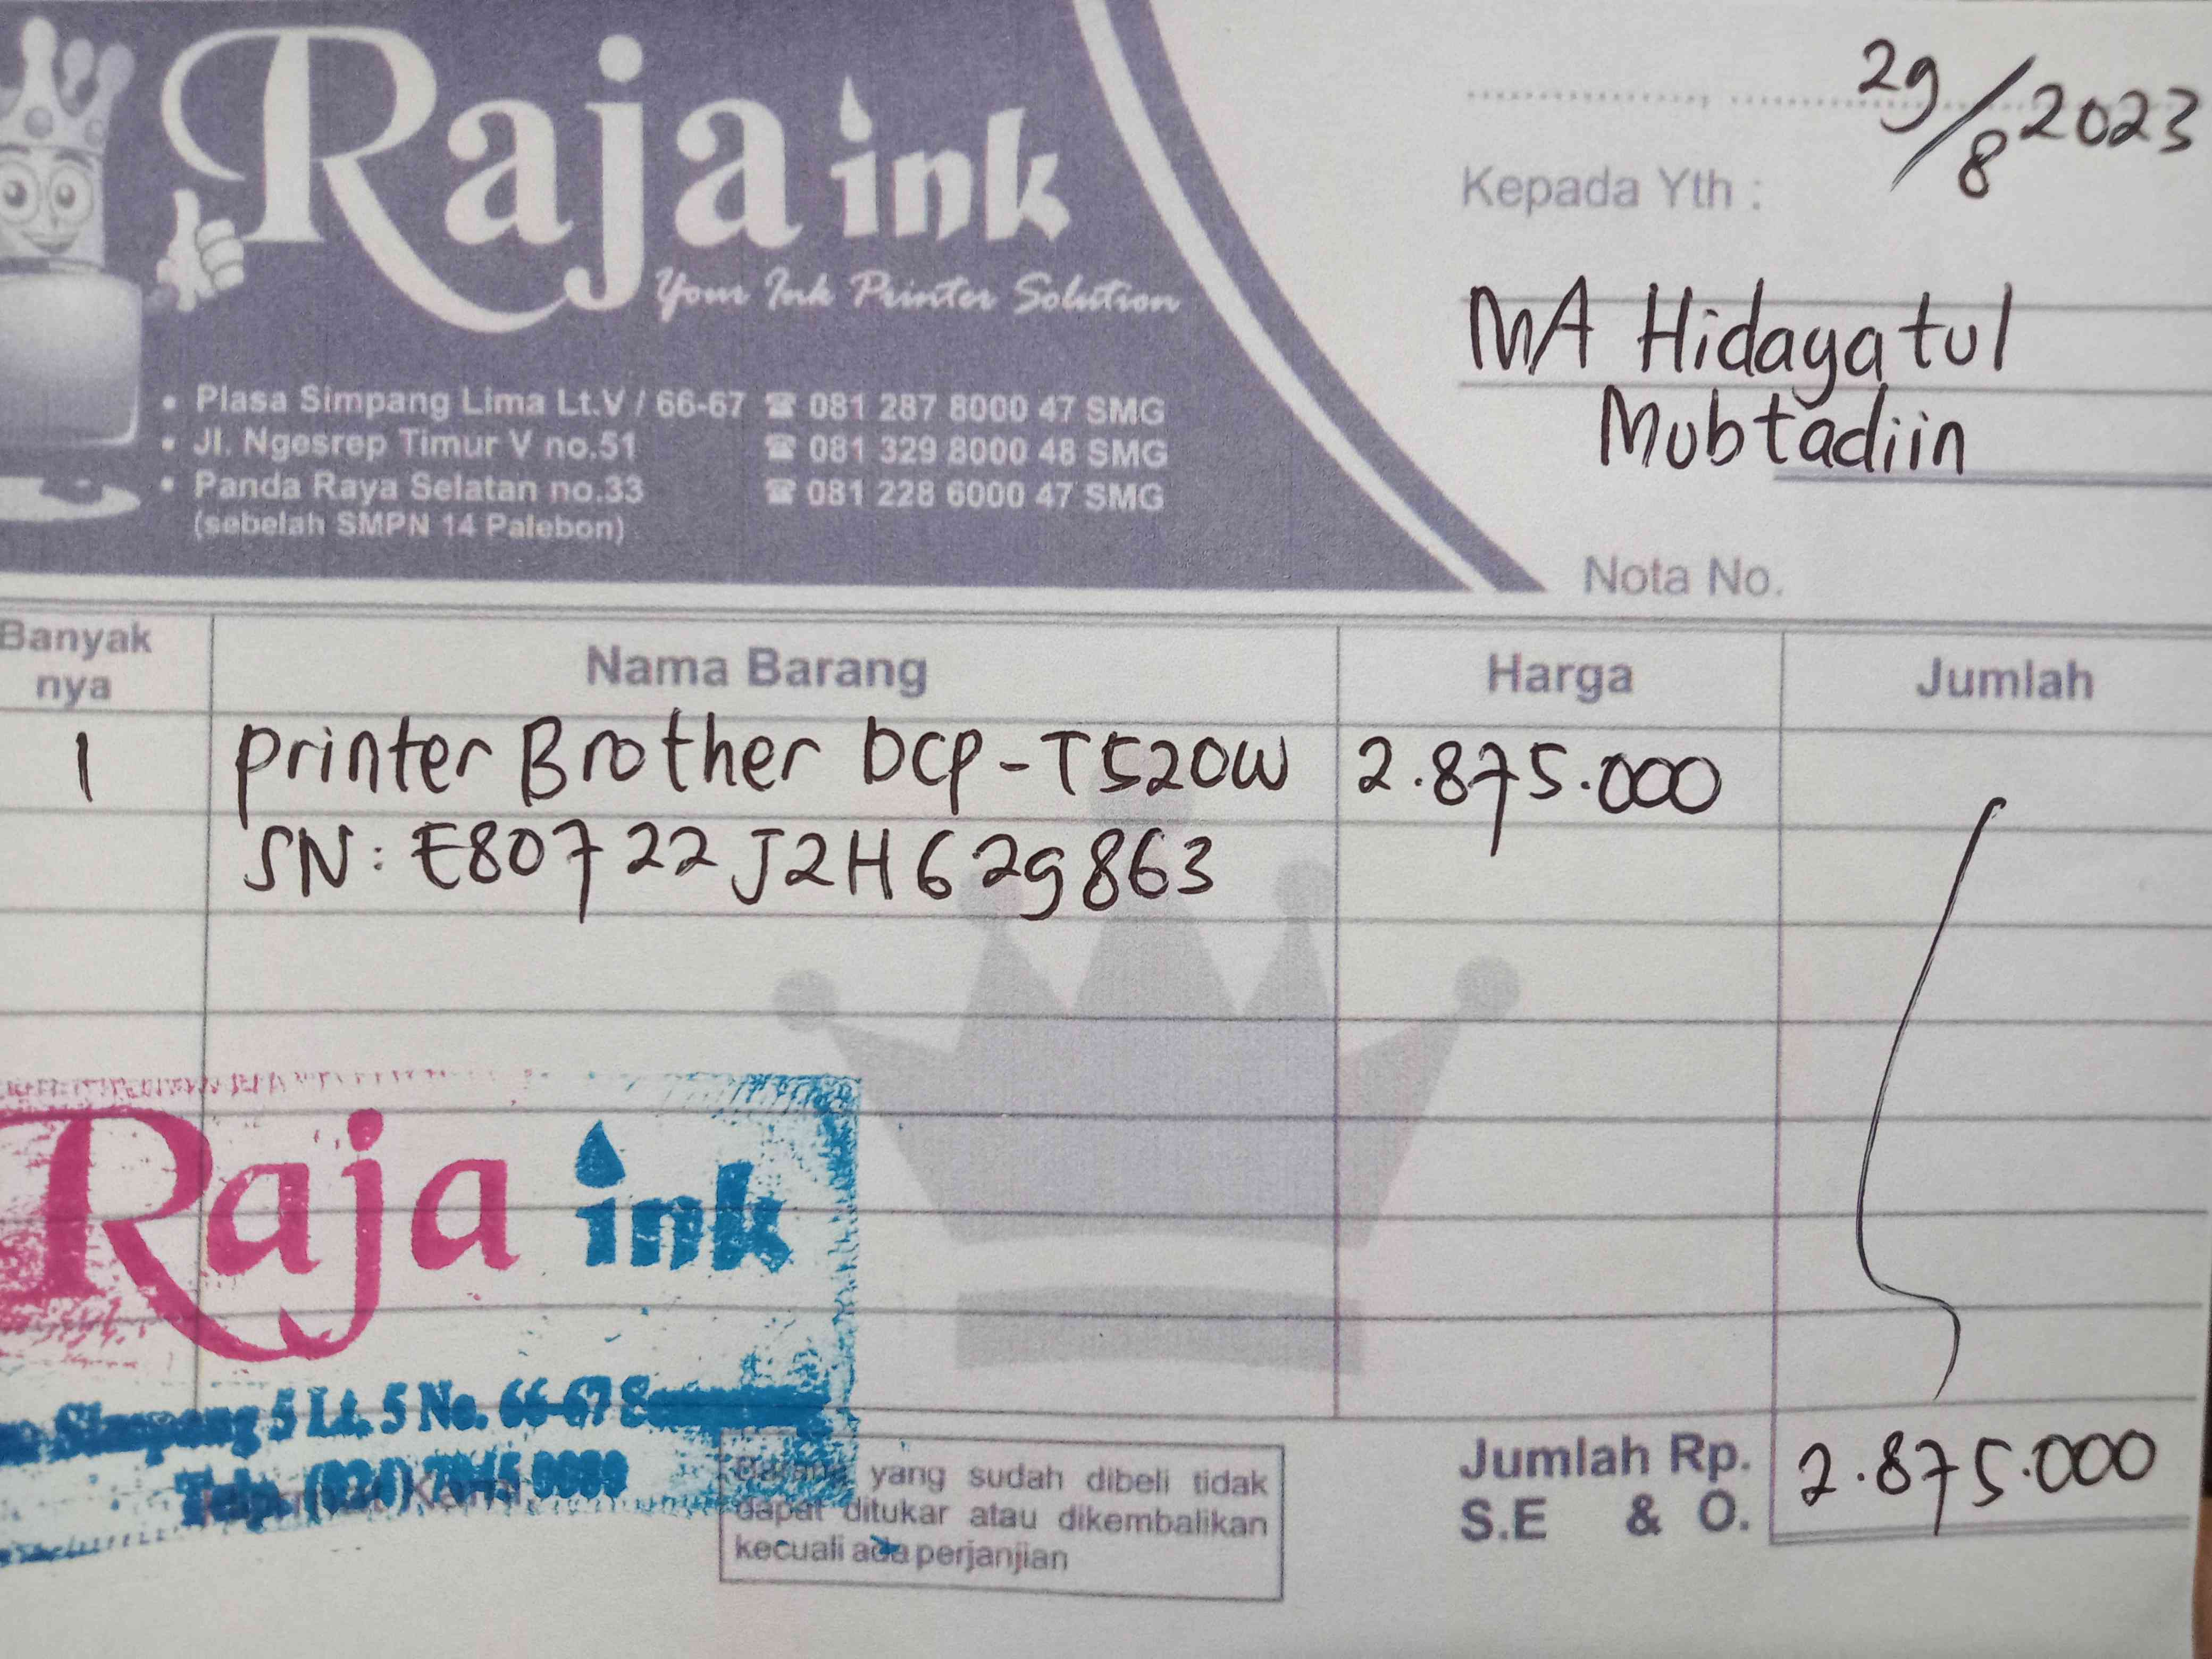 Raja ink
Your Ink Printer Solution
• Plasa Simpang Lima Lt.V / 66-67 ☎ 081 287 8000 47 SMG
• Jl. Ngesrep Timur V no.51 ☎ 081 329 8000 48 SMG
• Panda Raya Selatan no.33 ☎ 081 228 6000 47 SMG
(sebelah SMPN 14 Palebon)
29/8 2023
Kepada Yth :
MA Hidayatul
Mubtadiin
Nota No.
Banyak nya Nama Barang Harga Jumlah
1 printer Brother DCP-T520W 2.875.000
SN: E80722J2H629863
Raja ink
Simpang 5 Lt. 5 No. 66-67
Telp. (024)
Barang yang sudah dibeli tidak
dapat ditukar atau dikembalikan
kecuali ada perjanjian
Jumlah Rp. 2.875.000
S.E & O.